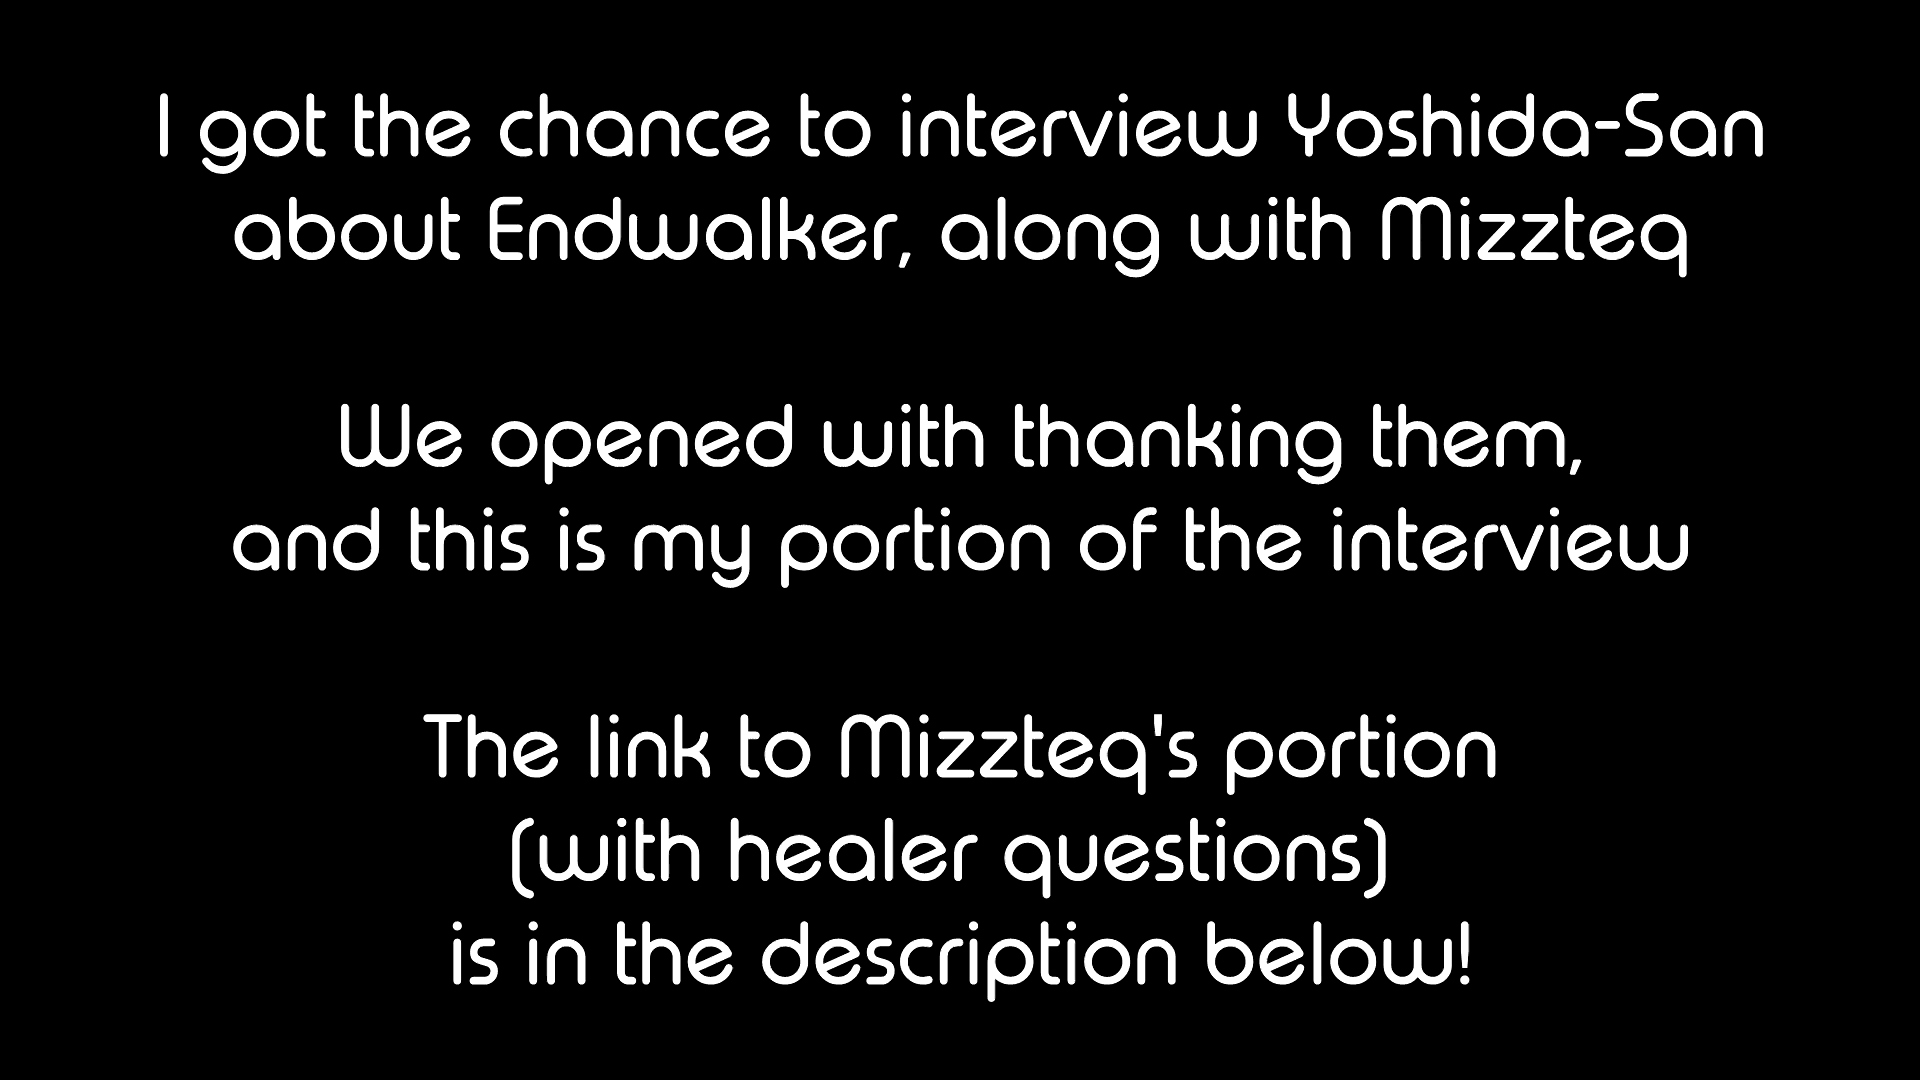 I got the chance to interview Yoshida-San
about Endwalker, along with Mizzteq
We opened with thanking them,
and this is my portion of the interview
The link to Mizzteq's portion
(with healer questions)
is in the description below!